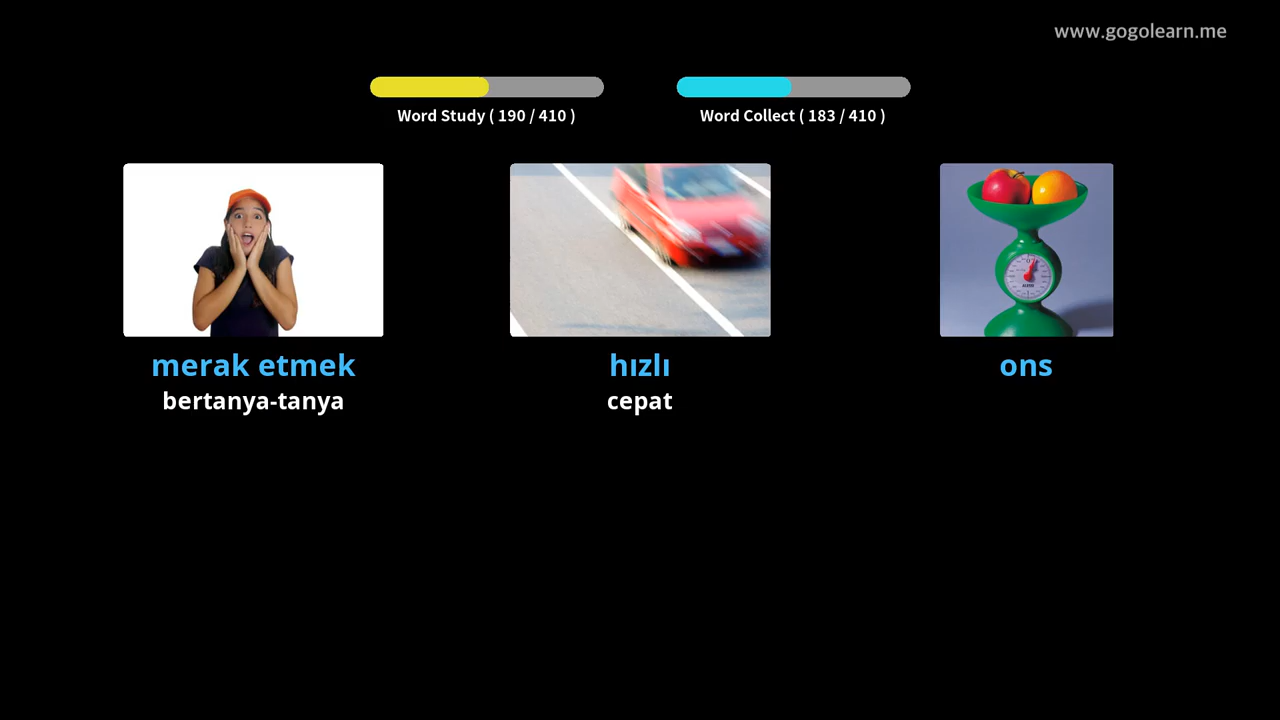 www.gogolearn.me
Word Study ( 190 / 410 )
Word Collect ( 183 / 410 )
merak etmek
bertanya-tanya
hızlı
cepat
ons